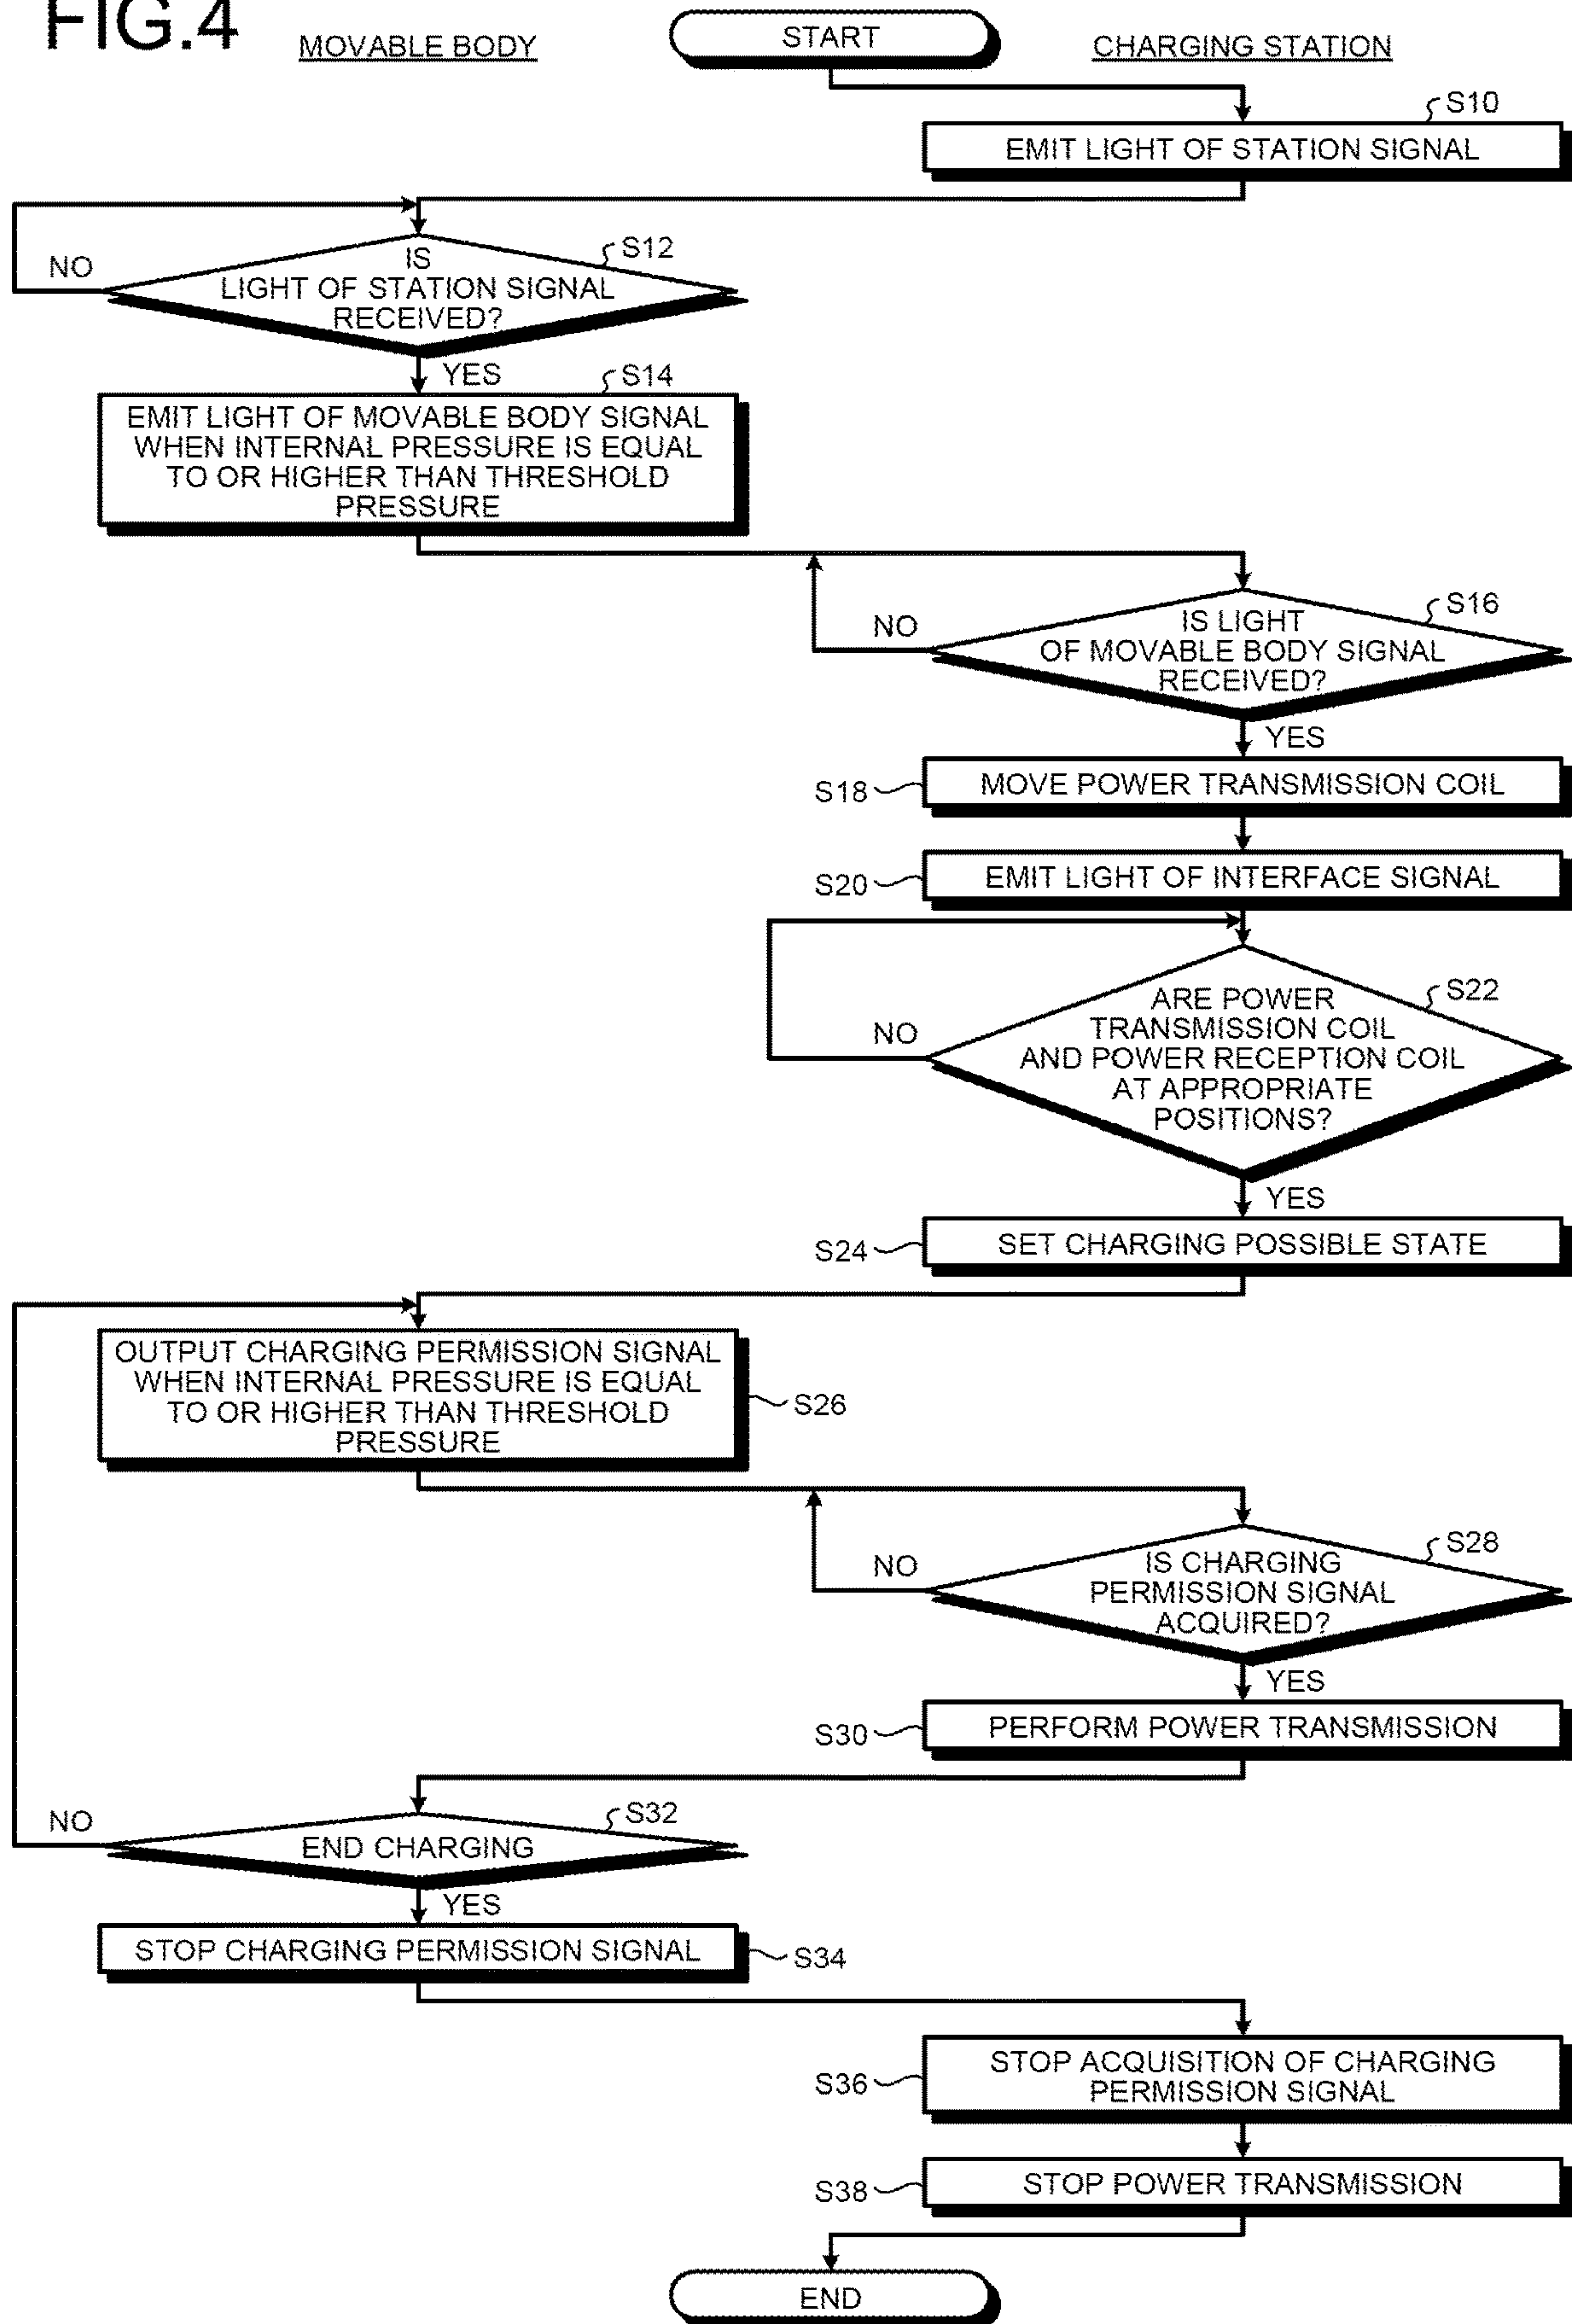 FIG.4
MOVABLE BODY
START
CHARGING STATION
S10
EMIT LIGHT OF STATION SIGNAL
S12
NO
IS
LIGHT OF STATION SIGNAL
RECEIVED?
YES
S14
EMIT LIGHT OF MOVABLE BODY SIGNAL
WHEN INTERNAL PRESSURE IS EQUAL
TO OR HIGHER THAN THRESHOLD
PRESSURE
S16
NO
IS LIGHT
OF MOVABLE BODY SIGNAL
RECEIVED?
YES
S18
MOVE POWER TRANSMISSION COIL
S20
EMIT LIGHT OF INTERFACE SIGNAL
S22
NO
ARE POWER
TRANSMISSION COIL
AND POWER RECEPTION COIL
AT APPROPRIATE
POSITIONS?
YES
S24
SET CHARGING POSSIBLE STATE
OUTPUT CHARGING PERMISSION SIGNAL
WHEN INTERNAL PRESSURE IS EQUAL
TO OR HIGHER THAN THRESHOLD
PRESSURE
S26
S28
NO
IS CHARGING
PERMISSION SIGNAL
ACQUIRED?
YES
S30
PERFORM POWER TRANSMISSION
S32
NO
END CHARGING
YES
STOP CHARGING PERMISSION SIGNAL
S34
S36
STOP ACQUISITION OF CHARGING
PERMISSION SIGNAL
S38
STOP POWER TRANSMISSION
END